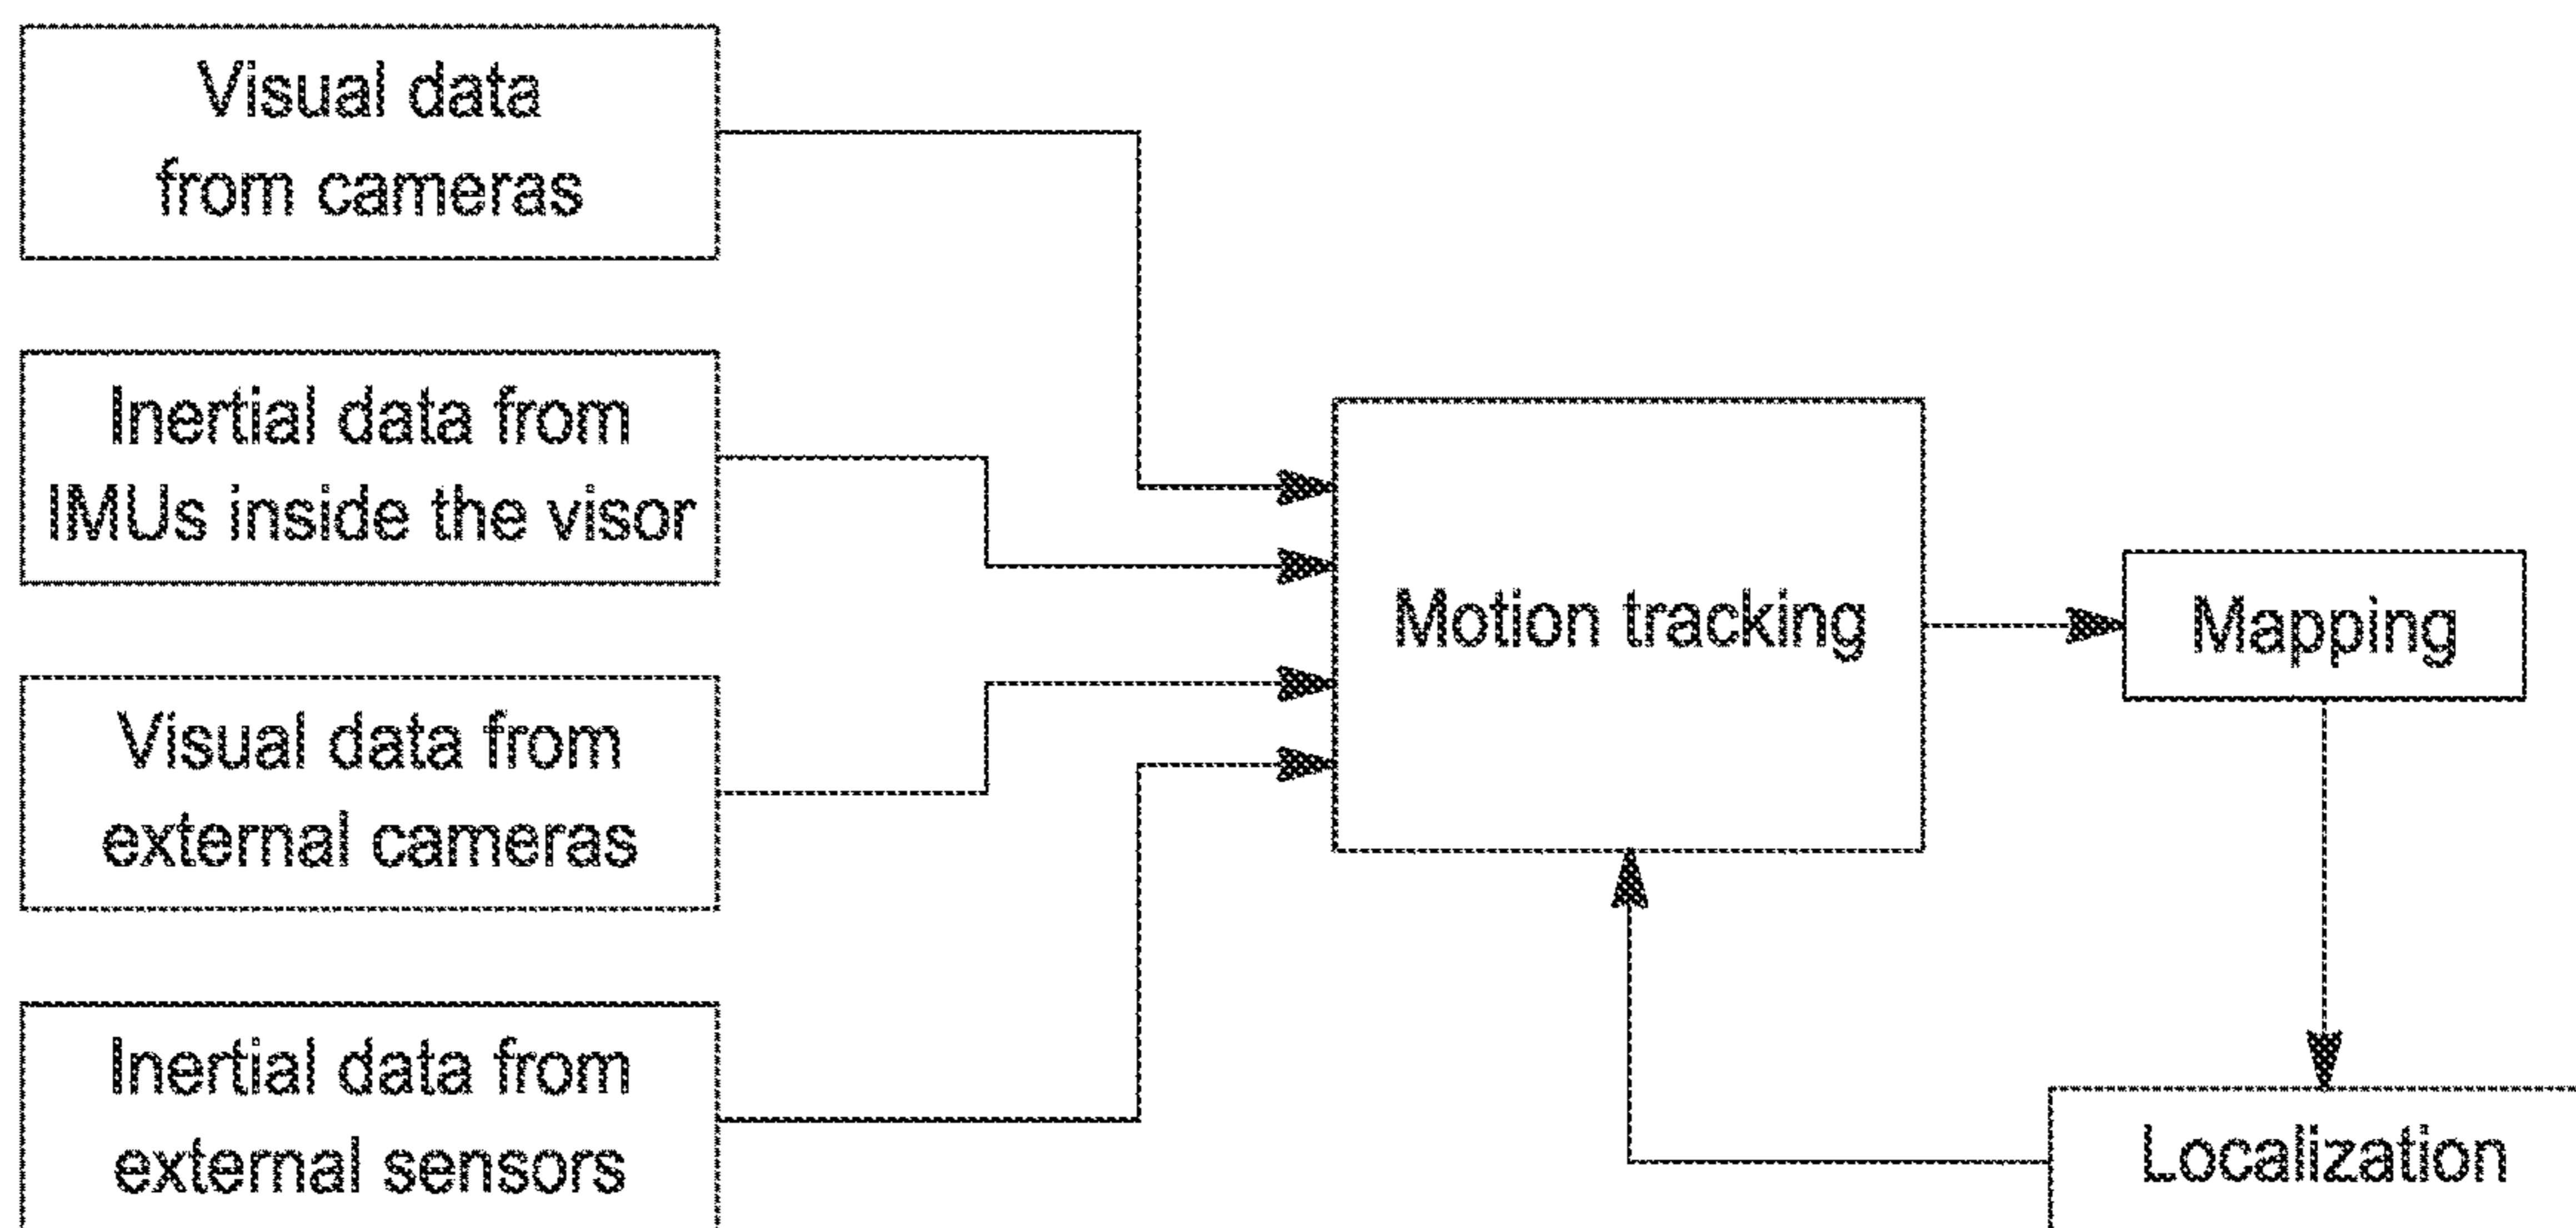 Visual data
from cameras
Inertial data from
IMUs inside the visor
Visual data from
external cameras
Inertial data from
external sensors
Motion tracking
Mapping
Localization